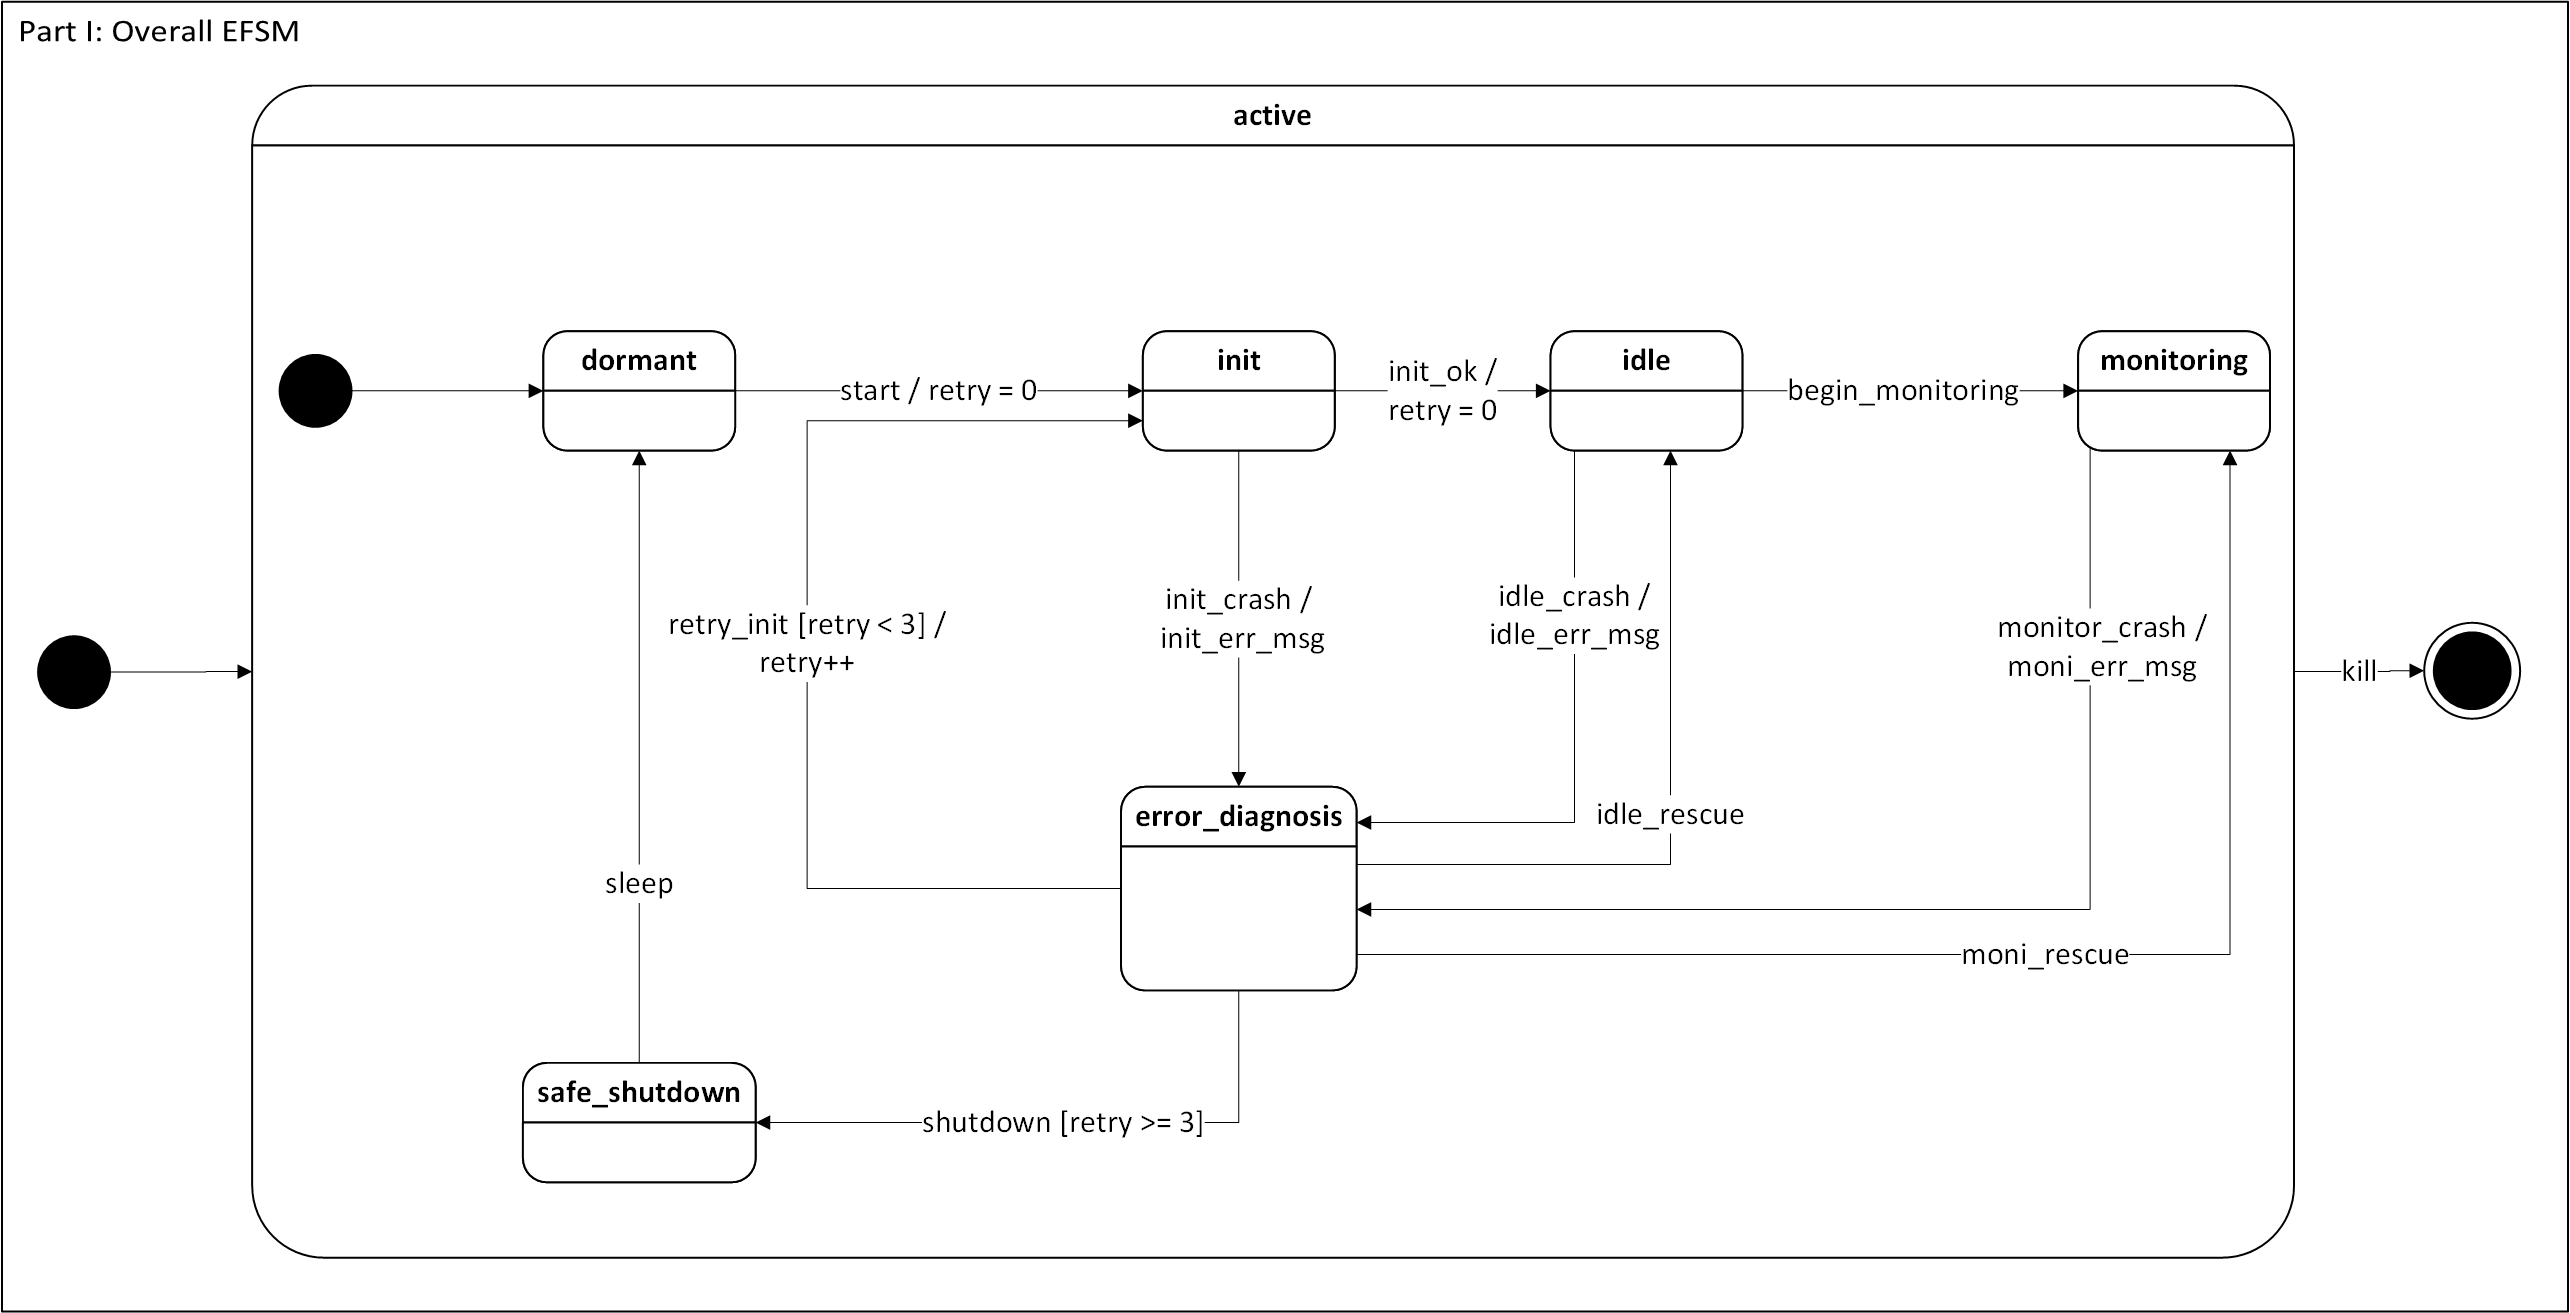 Part I: Overall EFSM
active
dormant
start / retry = 0
init
init_ok /
retry = 0
idle
begin_monitoring
monitoring
retry_init [retry < 3] /
retry++
init_crash /
init_err_msg
idle_crash /
idle_err_msg
monitor_crash /
moni_err_msg
kill
error_diagnosis
idle_rescue
sleep
moni_rescue
safe_shutdown
shutdown [retry >= 3]